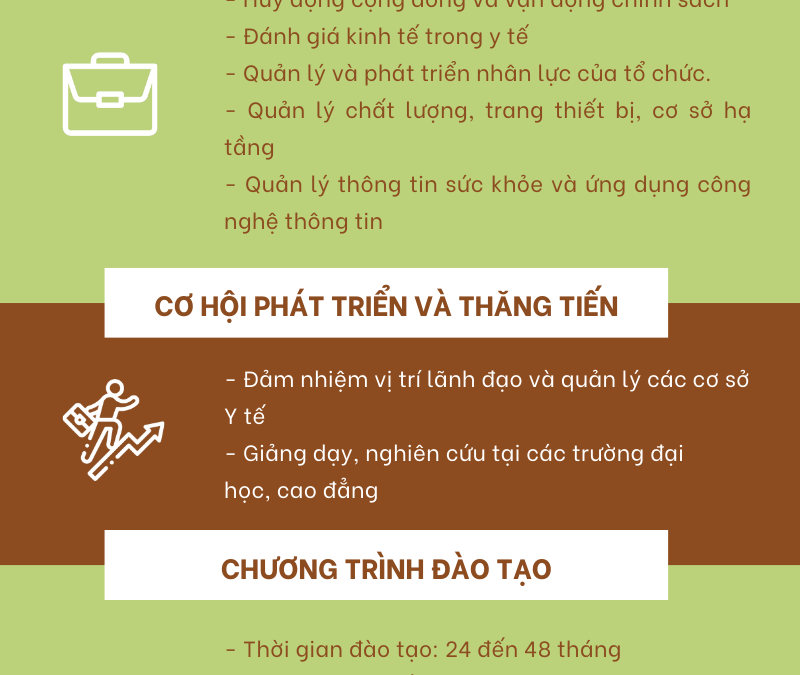 - Huy động cộng đồng và vận động chính sách
- Đánh giá kinh tế trong y tế
- Quản lý và phát triển nhân lực của tổ chức.
- Quản lý chất lượng, trang thiết bị, cơ sở hạ
tầng
- Quản lý thông tin sức khỏe và ứng dụng công
nghệ thông tin
CƠ HỘI PHÁT TRIỂN VÀ THĂNG TIẾN
- Đảm nhiệm vị trí lãnh đạo và quản lý các cơ sở
Y tế
- Giảng dạy, nghiên cứu tại các trường đại
học, cao đẳng
CHƯƠNG TRÌNH ĐÀO TẠO
- Thời gian đào tạo: 24 đến 48 tháng